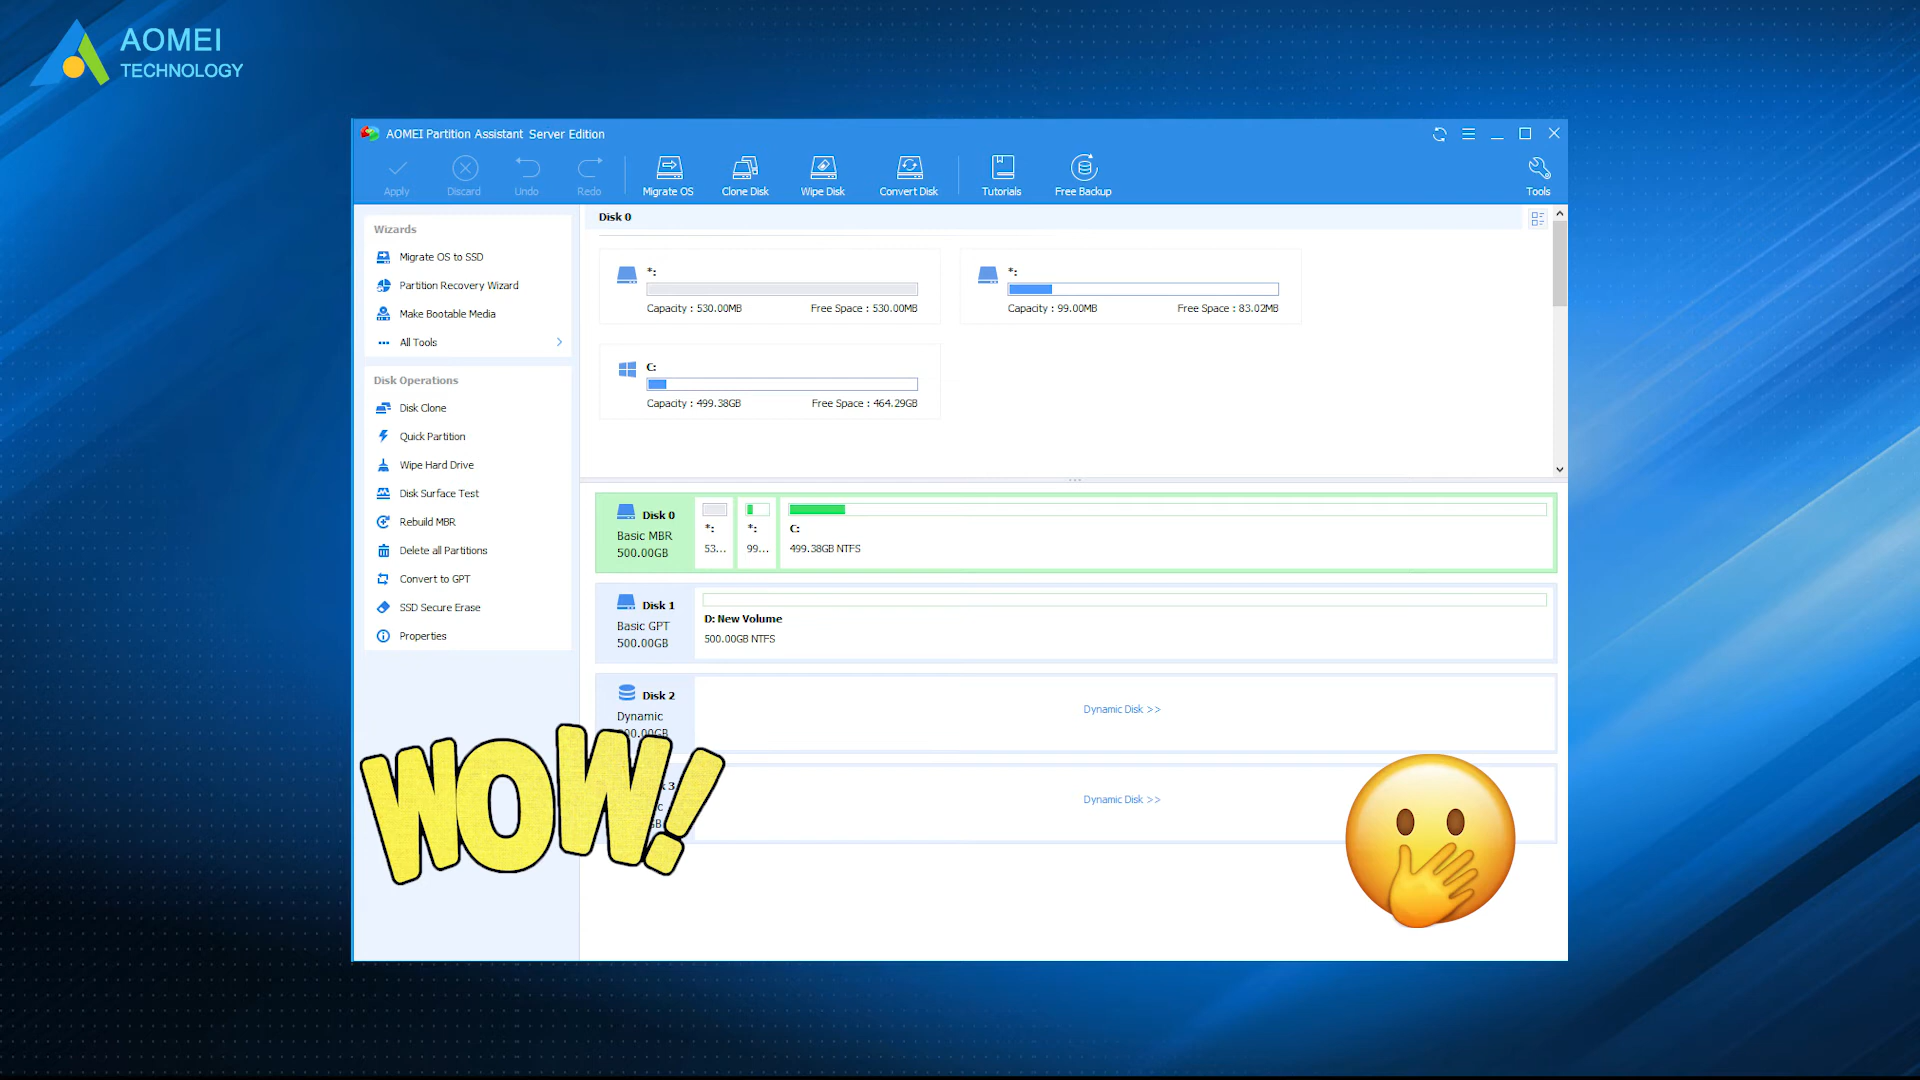 AOMEI
TECHNOLOGY
AOMEI Partition Assistant Server Edition
Apply
Discard
Undo
Redo
Migrate OS
Clone Disk
Wipe Disk
Convert Disk
Tutorials
Free Backup
Tools
Wizards
Migrate OS to SSD
Partition Recovery Wizard
Make Bootable Media
All Tools
Disk Operations
Disk Clone
Quick Partition
Wipe Hard Drive
Disk Surface Test
Rebuild MBR
Delete all Partitions
Convert to GPT
SSD Secure Erase
Properties
Disk 0
*:
Capacity : 530.00MB Free Space : 530.00MB
*:
Capacity : 99.00MB Free Space : 83.02MB
C:
Capacity : 499.38GB Free Space : 464.29GB
Disk 0
Basic MBR
500.00GB
*:
53...
*:
99...
C:
499.38GB NTFS
Disk 1
Basic GPT
500.00GB
D: New Volume
500.00GB NTFS
Disk 2
Dynamic
Dynamic Disk >>
Dynamic Disk >>
WOW!